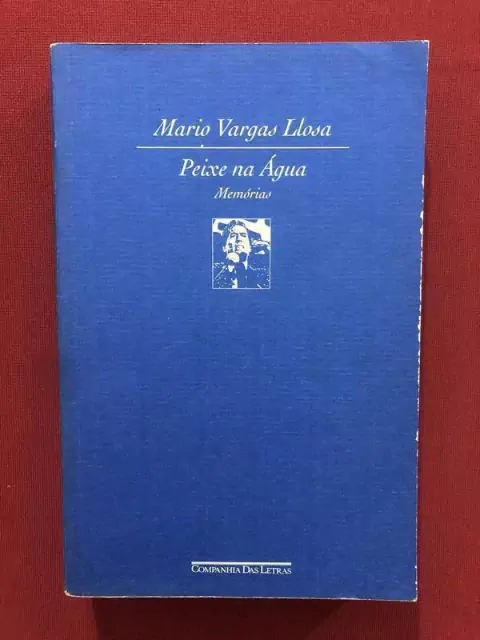 Mario Vargas Llosa
Peixe na Água
Memórias
COMPANHIA DAS LETRAS